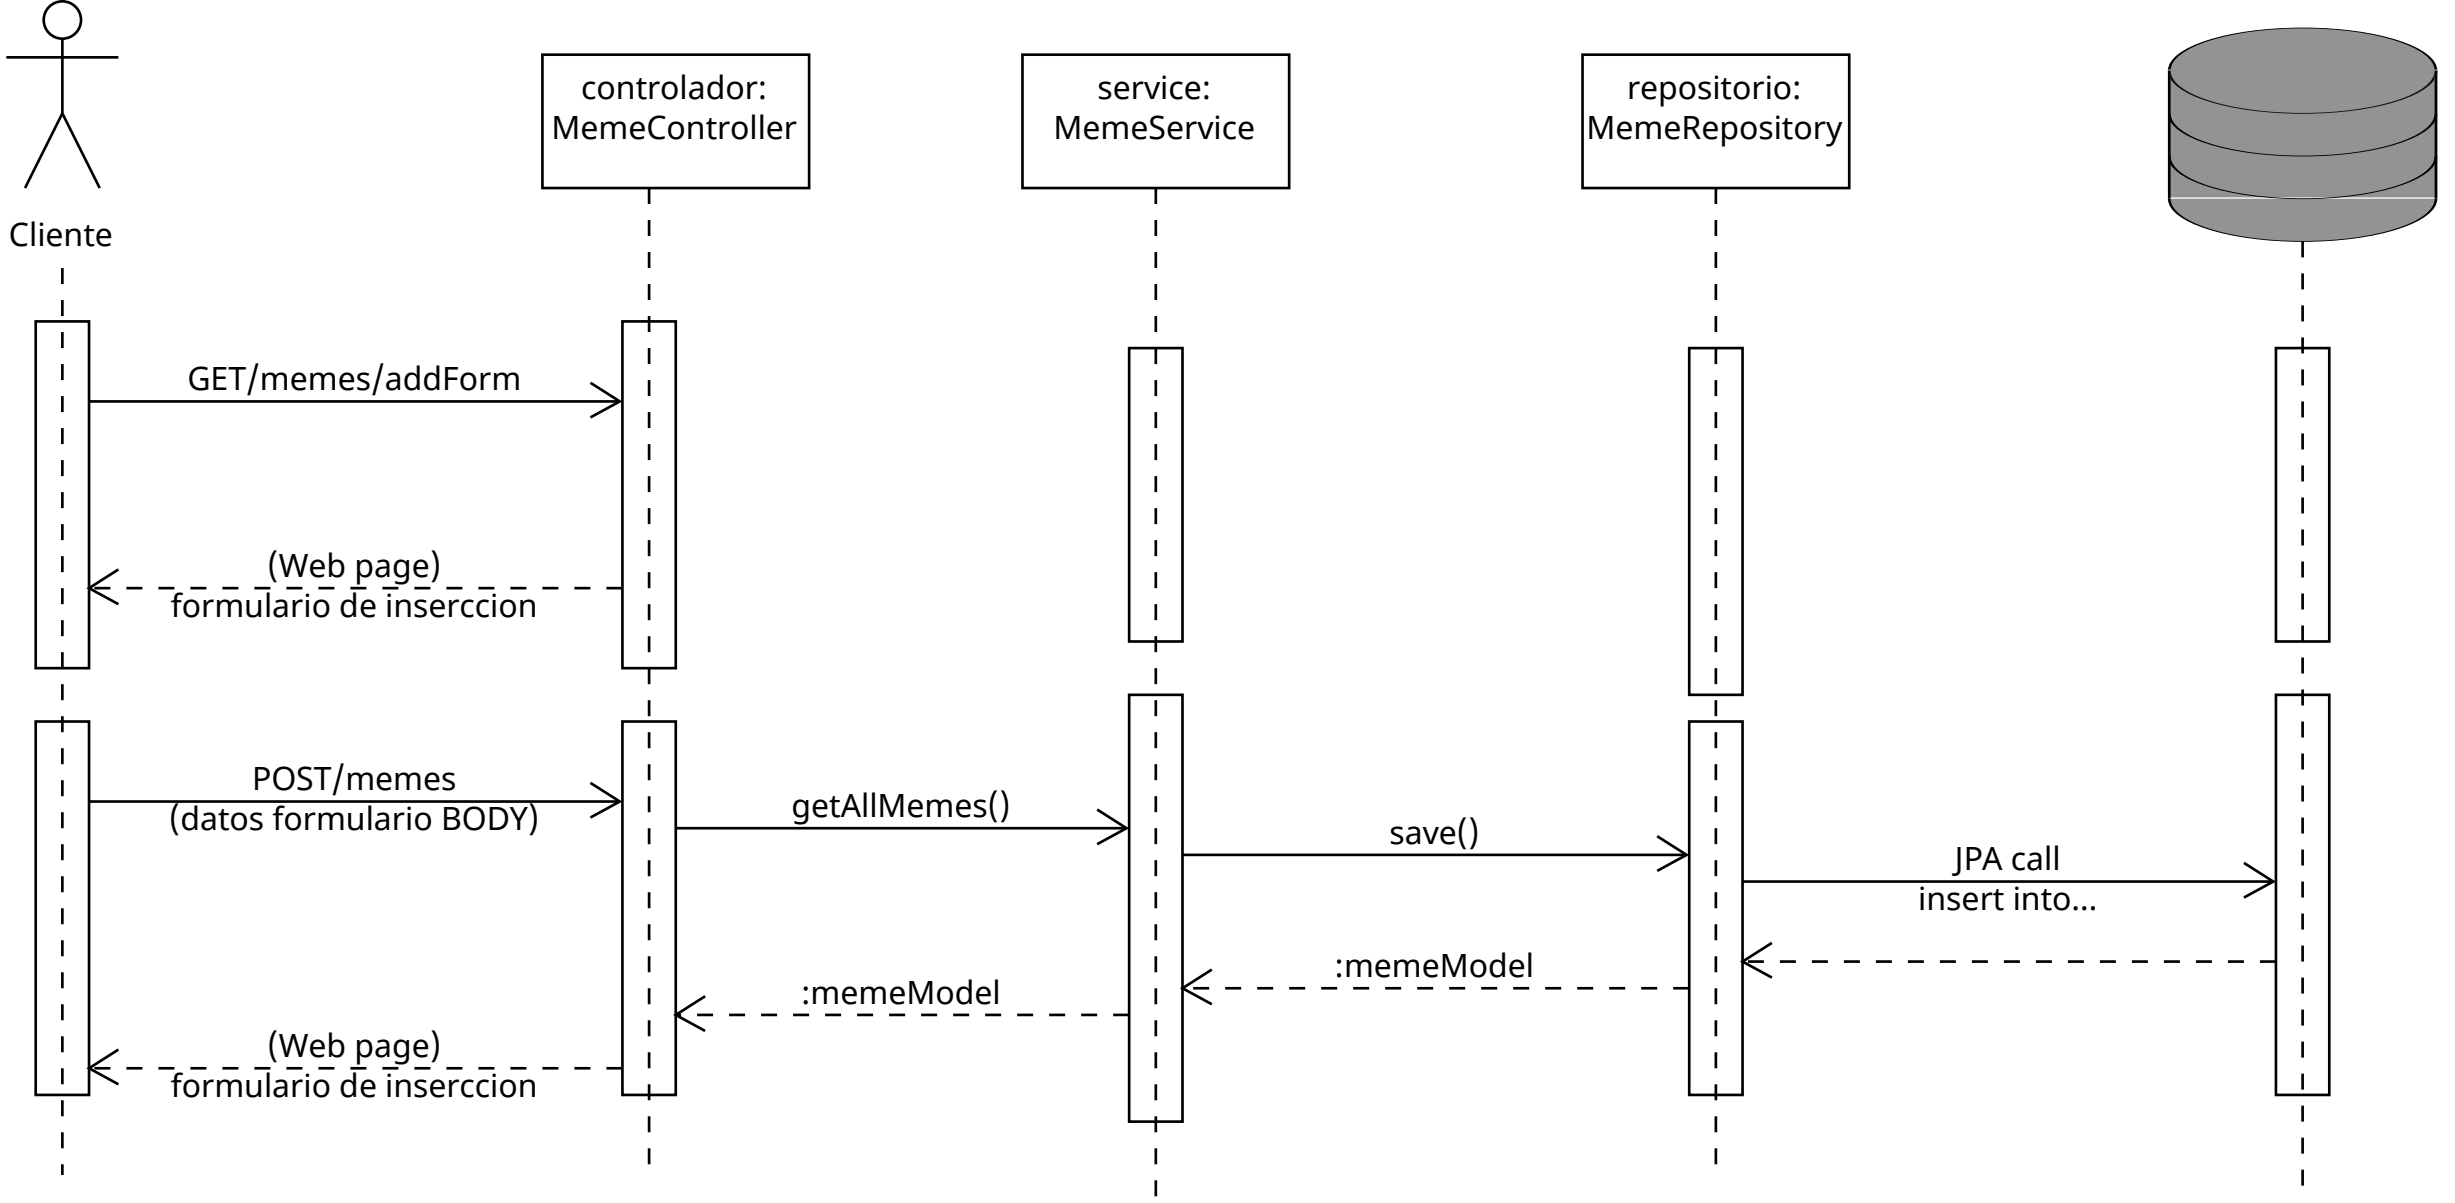 controlador:
MemeController
service:
MemeService
repositorio:
MemeRepository
Cliente
GET/memes/addForm
(Web page)
formulario de inserccion
POST/memes
(datos formulario BODY)
getAllMemes()
save()
JPA call
insert into...
:memeModel
:memeModel
(Web page)
formulario de inserccion